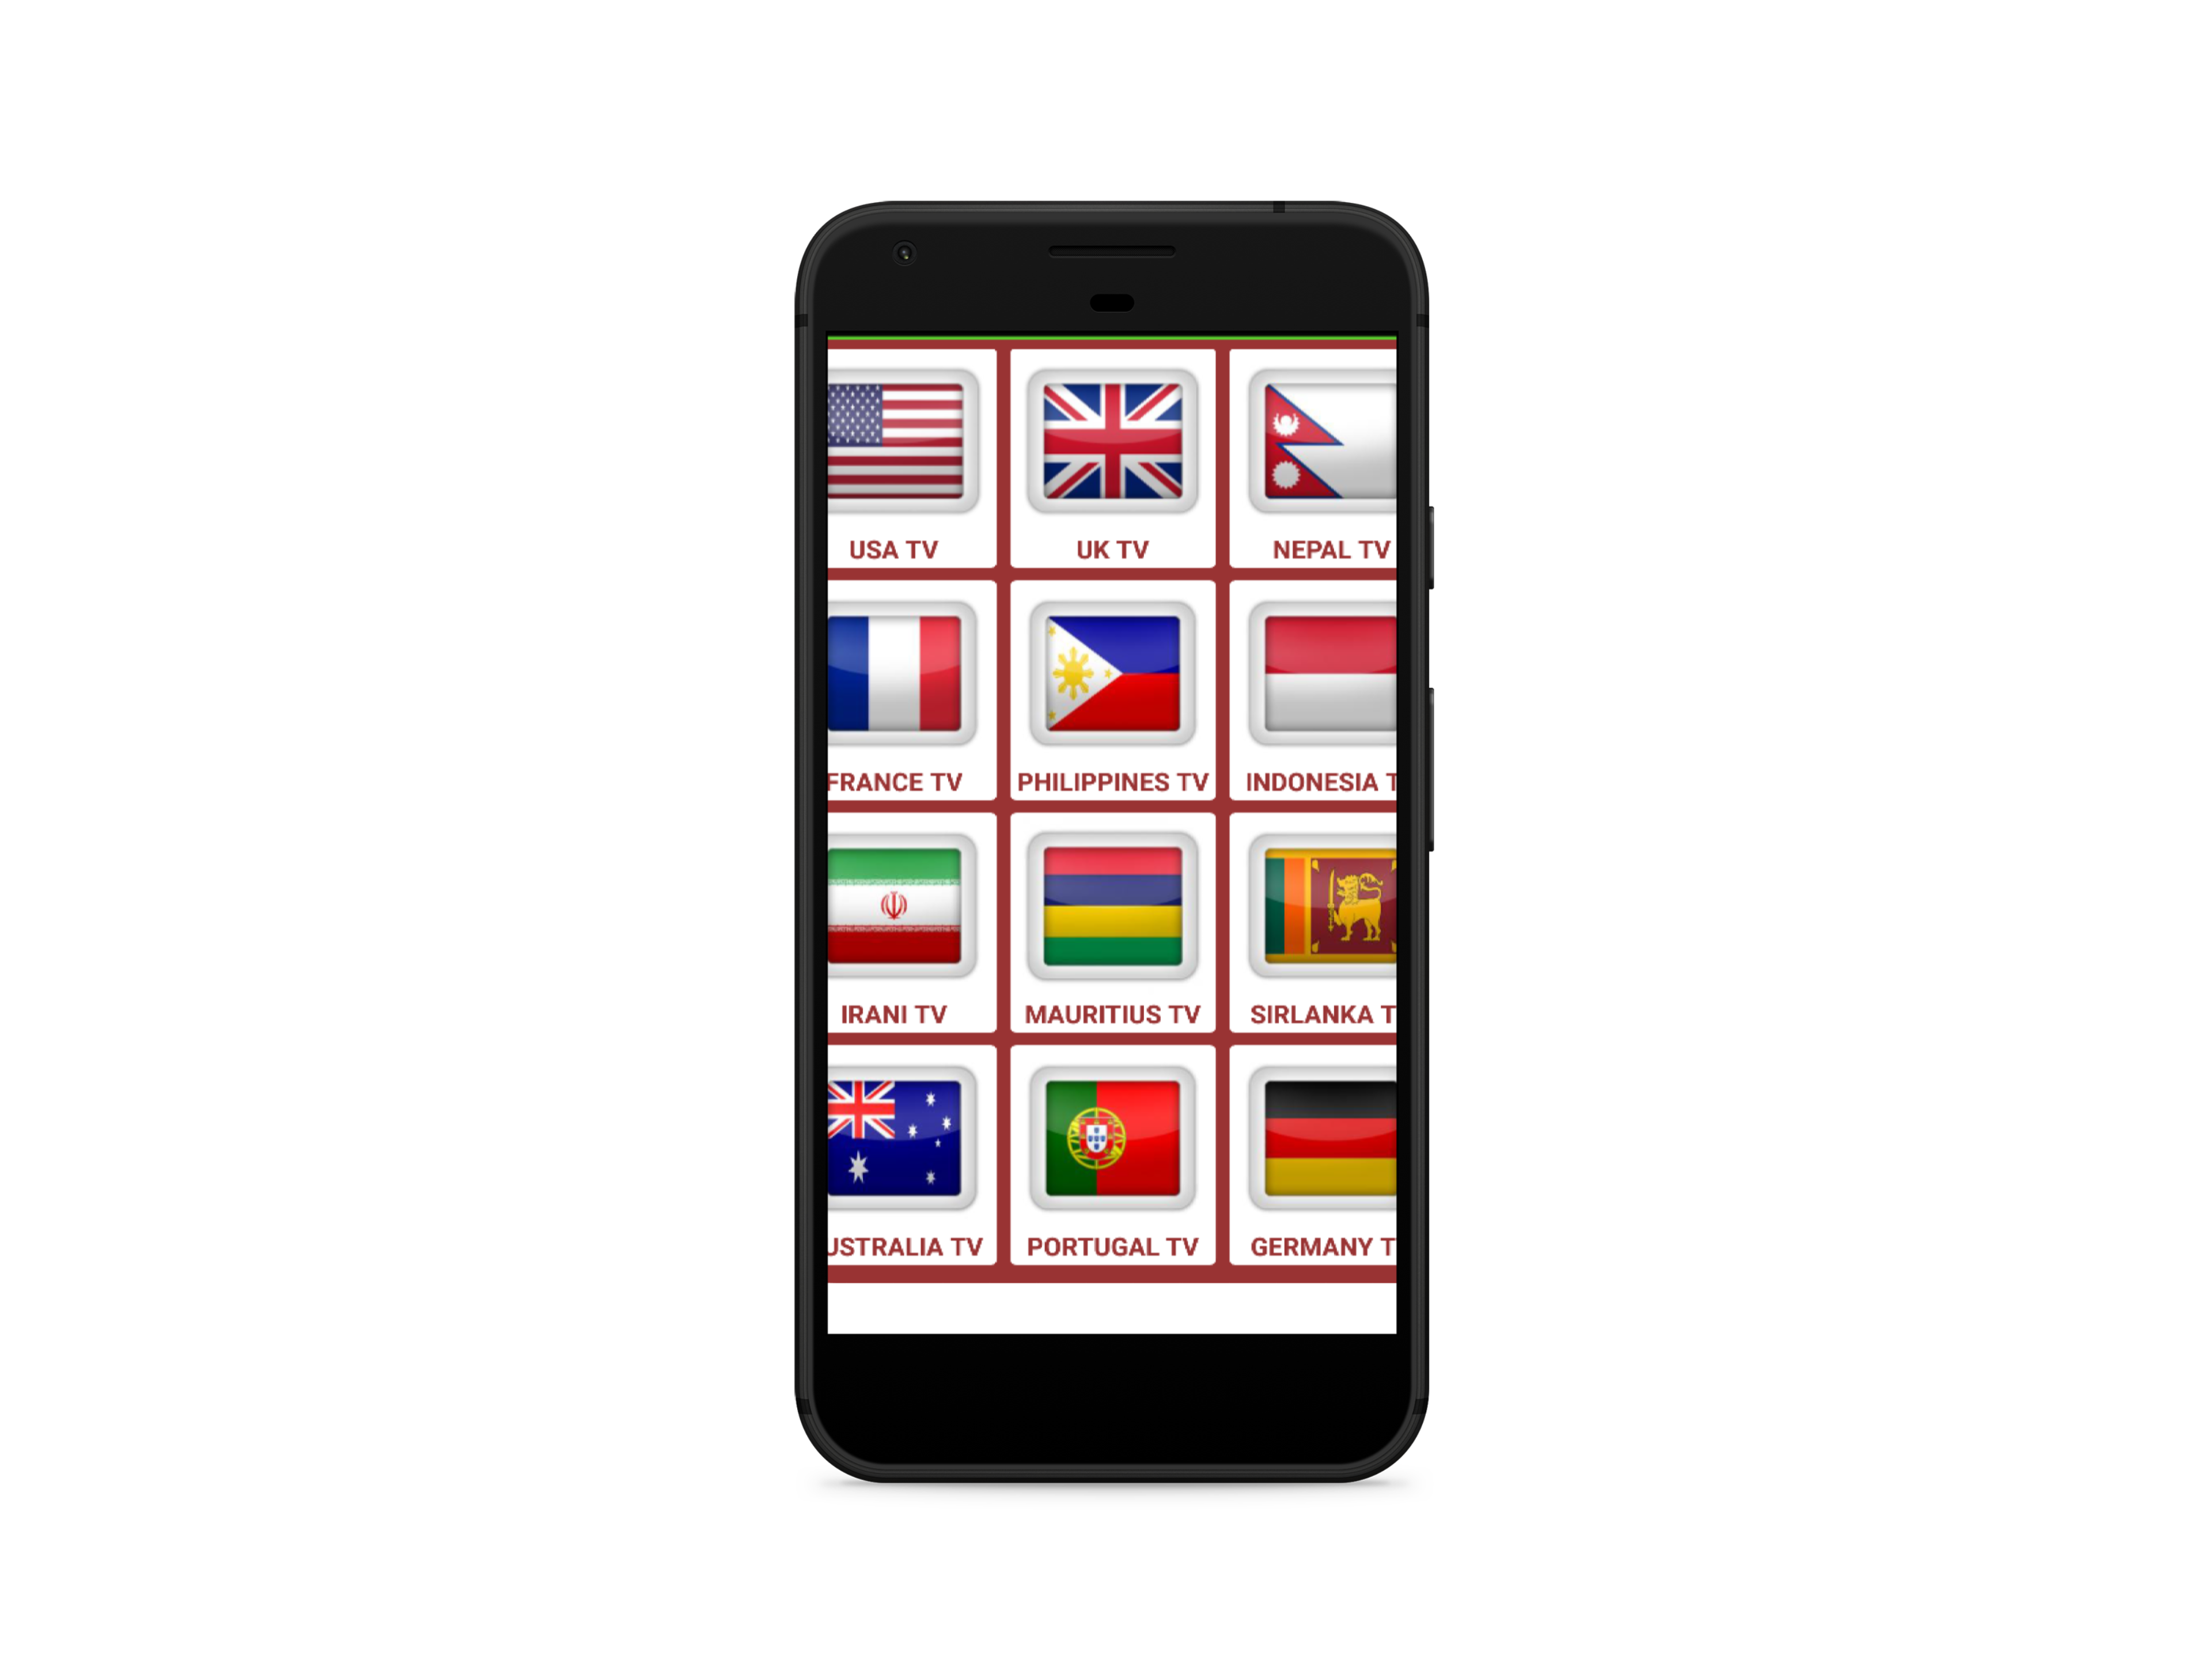 USA TV
UK TV
NEPAL TV
FRANCE TV
PHILIPPINES TV
INDONESIA T
IRANI TV
MAURITIUS TV
SIRLANKA T
USTRALIA TV
PORTUGAL TV
GERMANY T